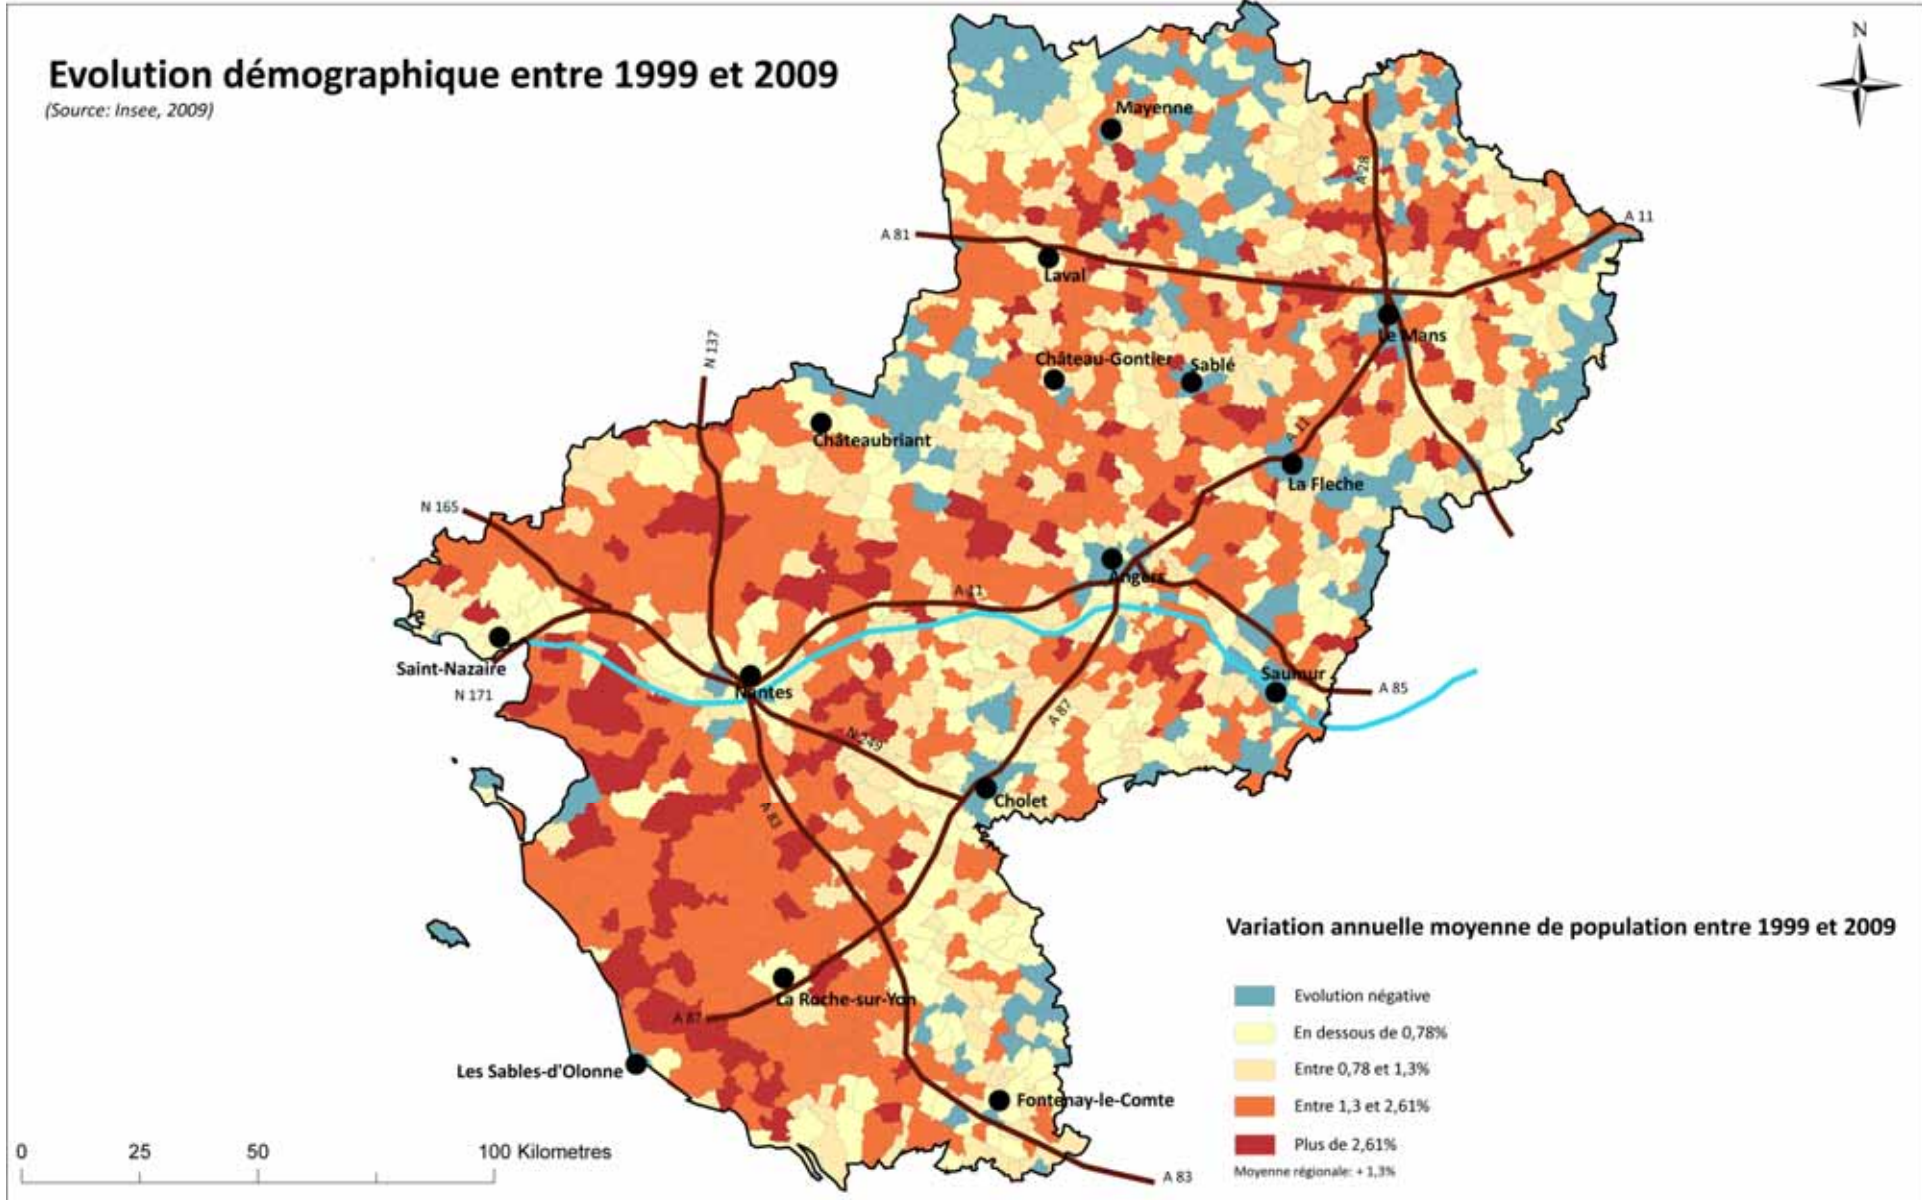 Evolution démographique entre 1999 et 2009
(Source: Insee, 2009)
N
Mayenne
A 28
A 11
A 81
Laval
Le Mans
N 137
Château-Gontier
Sablé
Châteaubriant
A 11
La Fleche
N 165
Angers
A 11
Saint-Nazaire
N 171
Nantes
Saumur
A 85
A 87
N 249
Cholet
A 83
Variation annuelle moyenne de population entre 1999 et 2009
La Roche-sur-Yon
A 87
Evolution négative
En dessous de 0,78%
Les Sables-d'Olonne
Entre 0,78 et 1,3%
Fontenay-le-Comte
Entre 1,3 et 2,61%
Plus de 2,61%
Moyenne régionale: + 1,3%
0 25 50 100 Kilometres
A 83